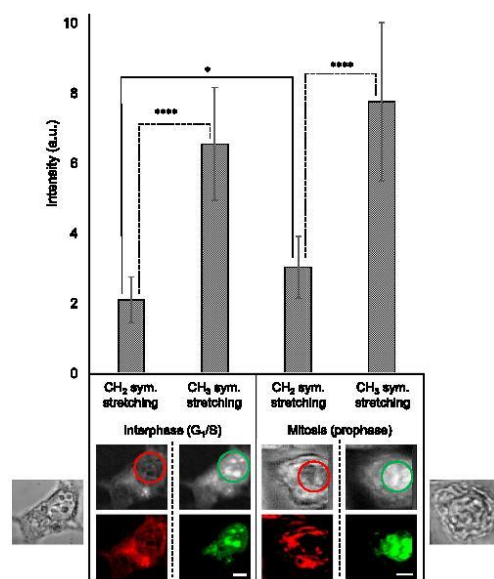 10
8
6
4
2
0
Intensity (a.u.)
*
****
****
CH₂ sym. stretching
CH₃ sym. stretching
CH₂ sym. stretching
CH₃ sym. stretching
Interphase (G₁/S)
Mitosis (prophase)